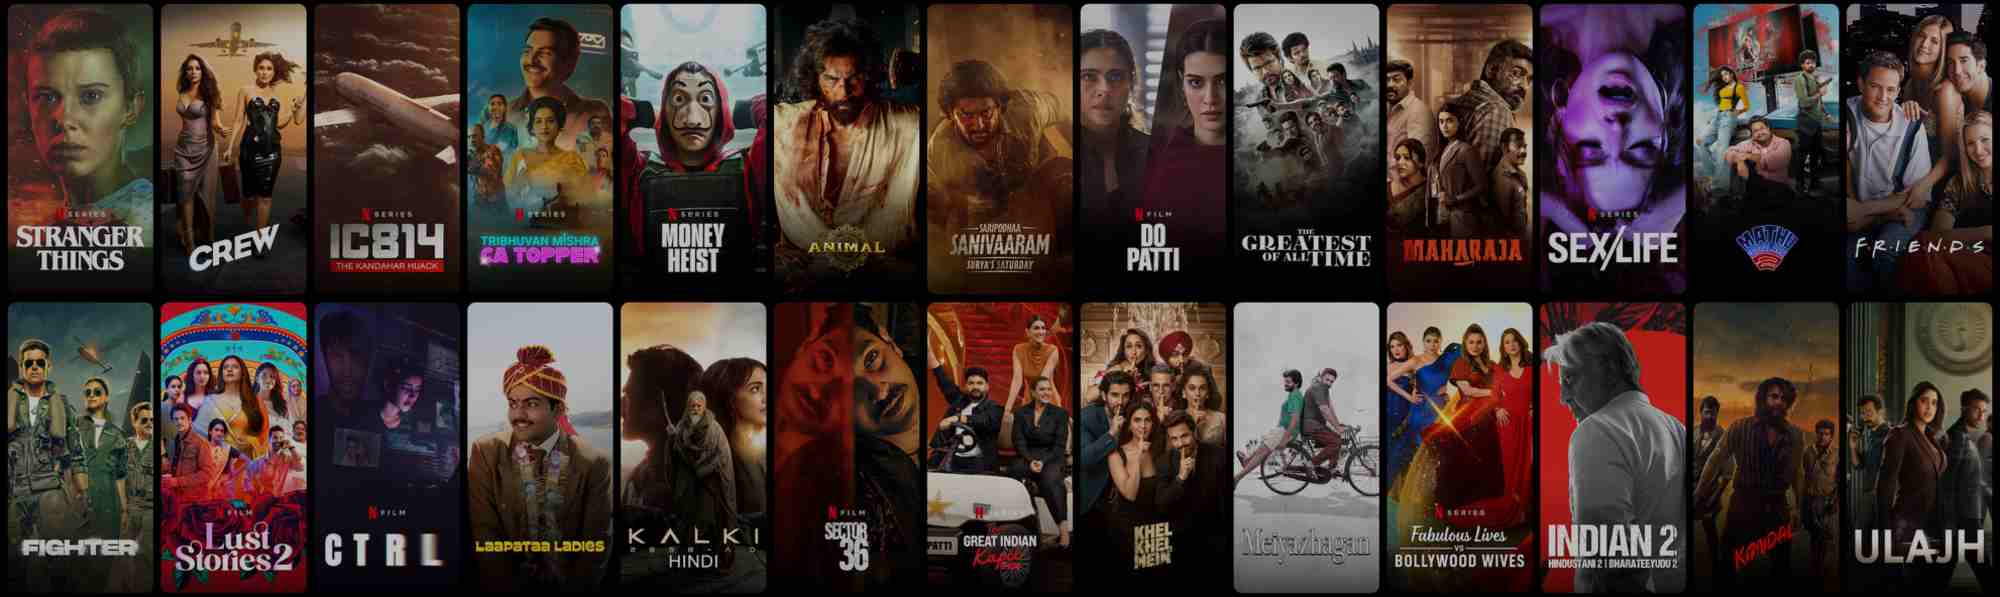 N SERIES
STRANGER
THINGS
CREW
N SERIES
IC814
THE KANDAHAR HIJACK
N SERIES
TRIBHUVAN MISHRA
CA TOPPER
N SERIES
MONEY
HEIST
ANIMAL
SARIPODHAA
SANIVAARAM
SURYA'S SATURDAY
N FILM
DO
PATTI
THE
GREATEST
OF ALL TIME
MAHARAJA
N SERIES
SEX/LIFE
MATHU
F·R·I·E·N·D·S
FIGHTER
N FILM
Lust
Stories 2
N FILM
CTRL
LAAPATAA LADIES
KALKI
2898-AD
HINDI
N FILM
SECTOR
36
PATTI
N SERIES
The
GREAT INDIAN
Kapil
Show
KHEL
KHEL
MEIN
Meiyazhagan
N SERIES
Fabulous Lives
VS
BOLLYWOOD WIVES
INDIAN 2
HINDUSTANI 2 | BHARATEEYUDU 2
KONDAL
ULAJH